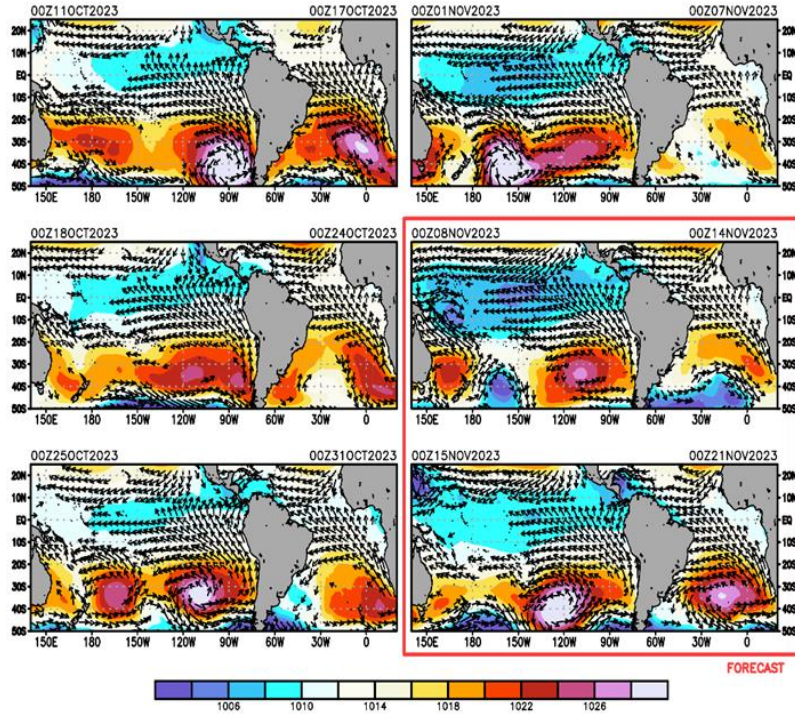 00Z11OCT2023 00Z17OCT2023 00Z01NOV2023 00Z07NOV2023
20N 20N
10N 10N
EQ EQ
10S 10S
20S 20S
30S 30S
40S 40S
50S 50S
150E 180 150W 120W 90W 60W 30W 0 150E 180 150W 120W 90W 60W 30W 0
00Z18OCT2023 00Z24OCT2023 00Z08NOV2023 00Z14NOV2023
20N 20N
10N 10N
EQ EQ
10S 10S
20S 20S
30S 30S
40S 40S
50S 50S
150E 180 150W 120W 90W 60W 30W 0 150E 180 150W 120W 90W 60W 30W 0
00Z25OCT2023 00Z31OCT2023 00Z15NOV2023 00Z21NOV2023
20N 20N
10N 10N
EQ EQ
10S 10S
20S 20S
30S 30S
40S 40S
50S 50S
150E 180 150W 120W 90W 60W 30W 0 150E 180 150W 120W 90W 60W 30W 0
FORECAST
1006 1010 1014 1018 1022 1026